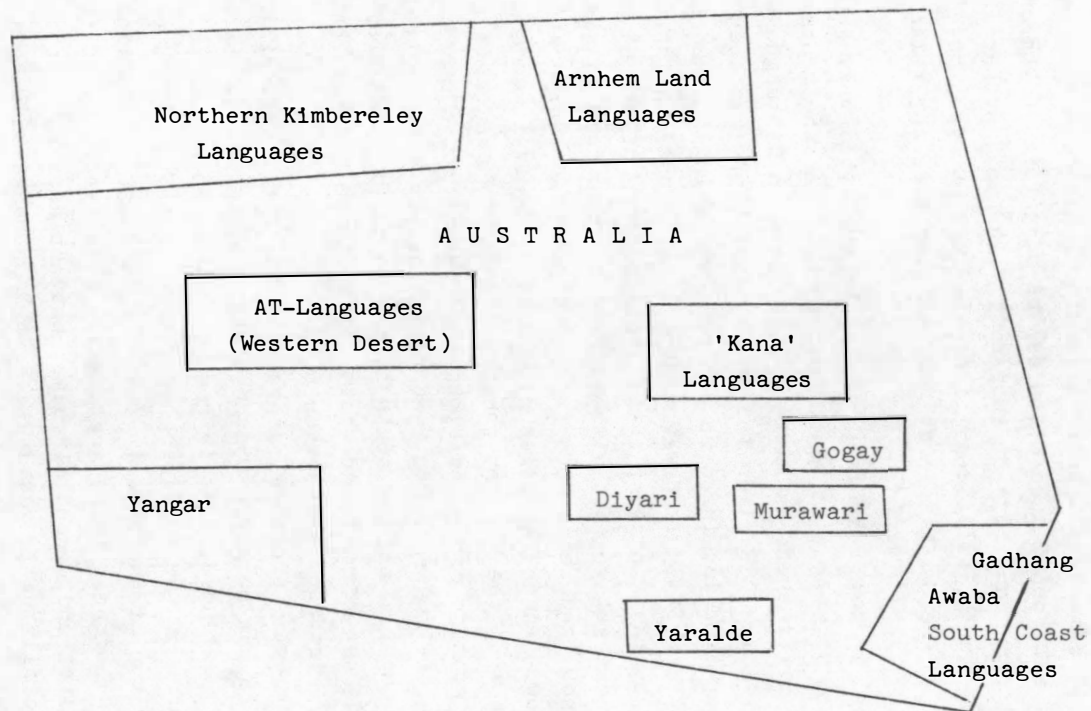 Northern Kimbereley
Languages
Arnhem Land
Languages
A U S T R A L I A
AT-Languages
(Western Desert)
'Kana'
Languages
Gogay
Diyari
Murawari
Yangar
Yaralde
Gadhang
Awaba
South Coast
Languages